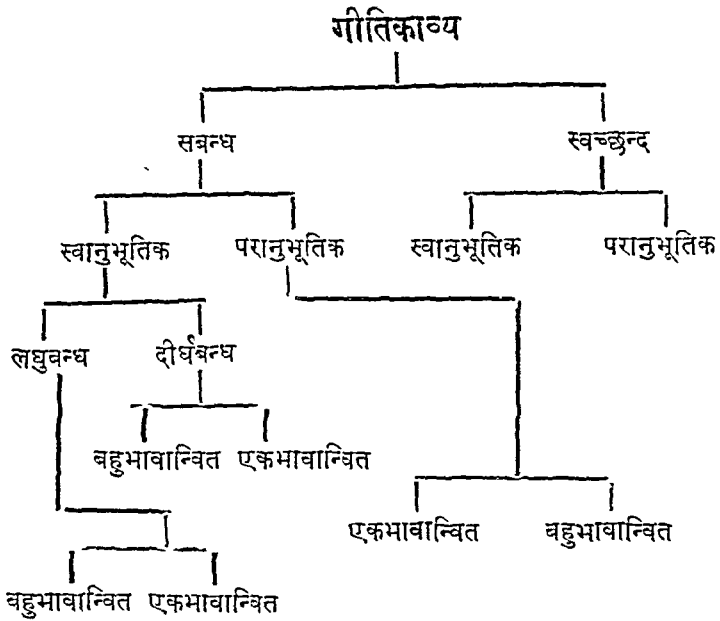 गीतिकाव्य
सबन्ध स्वच्छन्द
स्वानुभूतिक परानुभूतिक स्वानुभूतिक परानुभूतिक
लघुबन्ध दीर्घबन्ध
बहुभावान्वित एकभावान्वित
एकभावान्वित बहुभावान्वित
बहुभावान्वित एकभावान्वित